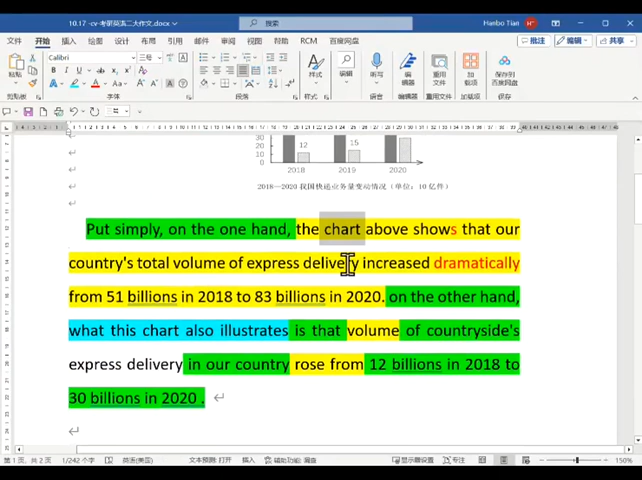 10.17 -cv-考研英语二大作文.docx
搜索
Hanbo Tian
文件 开始 插入 绘图 设计 布局 引用 邮件 审阅 视图 帮助 RCM 百度网盘
批注 编辑 共享
Calibri 三号
粘贴 样式 编辑 听写 编辑器 重用文件 加载项 保存到百度网盘
剪贴板 字体 段落 样式 语音 编辑器 重用文件 加载项 保存
30
20
10
0
12 15
2018 2019 2020
2018—2020 我国快递业务量变动情况（单位：10 亿件）
Put simply, on the one hand, the chart above shows that our
country's total volume of express delivery increased dramatically
from 51 billions in 2018 to 83 billions in 2020. on the other hand,
what this chart also illustrates is that volume of countryside's
express delivery in our country rose from 12 billions in 2018 to
30 billions in 2020 .
第 1 页，共 2 页 1/242 个字 英语(美国) 文本预测: 打开 插入 辅助功能: 调查 显示器设置 专注 150%